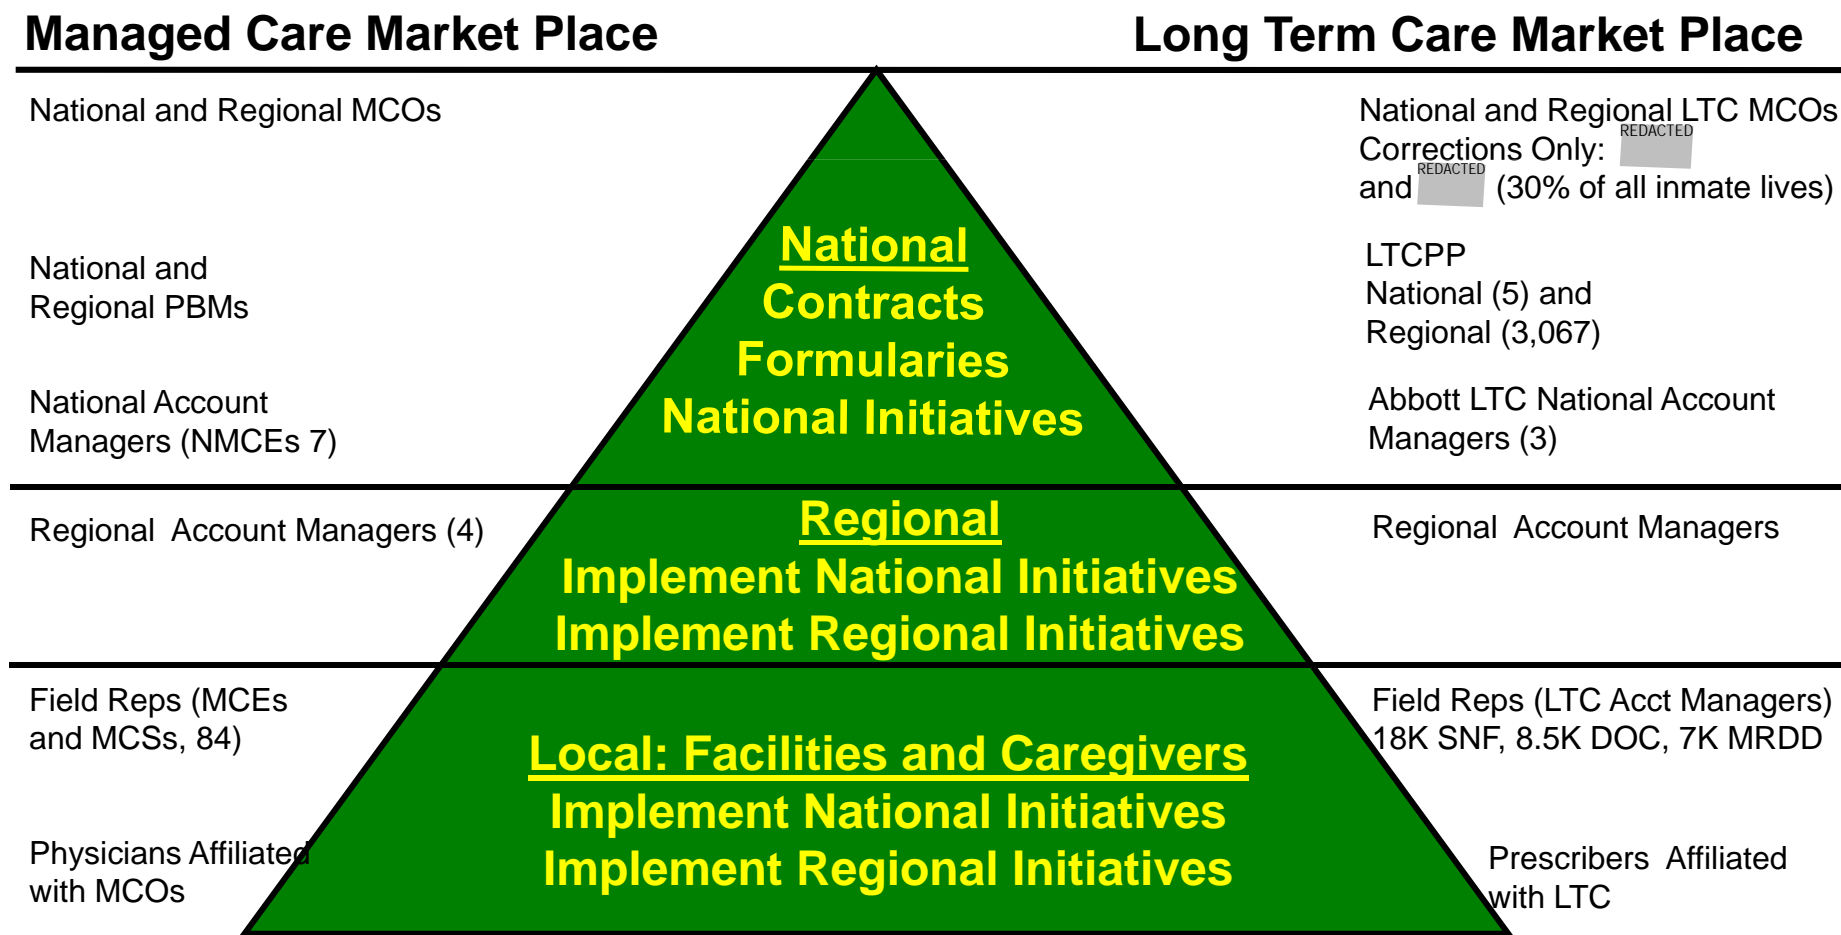 Managed Care Market Place
Long Term Care Market Place
National and Regional MCOs
National and
Regional PBMs
National Account
Managers (NMCEs 7)
National
Contracts
Formularies
National Initiatives
National and Regional LTC MCOs
Corrections Only: REDACTED
and REDACTED (30% of all inmate lives)
LTCPP
National (5) and
Regional (3,067)
Abbott LTC National Account
Managers (3)
Regional Account Managers (4)
Regional
Implement National Initiatives
Implement Regional Initiatives
Regional Account Managers
Field Reps (MCEs
and MCSs, 84)
Physicians Affiliated
with MCOs
Local: Facilities and Caregivers
Implement National Initiatives
Implement Regional Initiatives
Field Reps (LTC Acct Managers)
18K SNF, 8.5K DOC, 7K MRDD
Prescribers Affiliated
with LTC